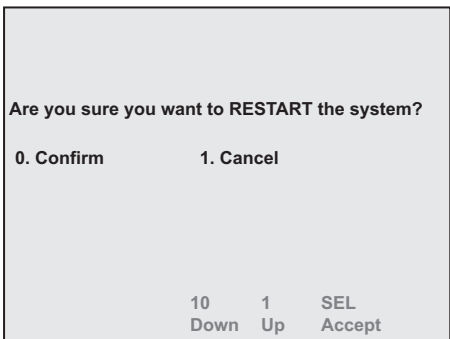 Are you sure you want to RESTART the system?
0. Confirm 1. Cancel
10 1 SEL
Down Up Accept